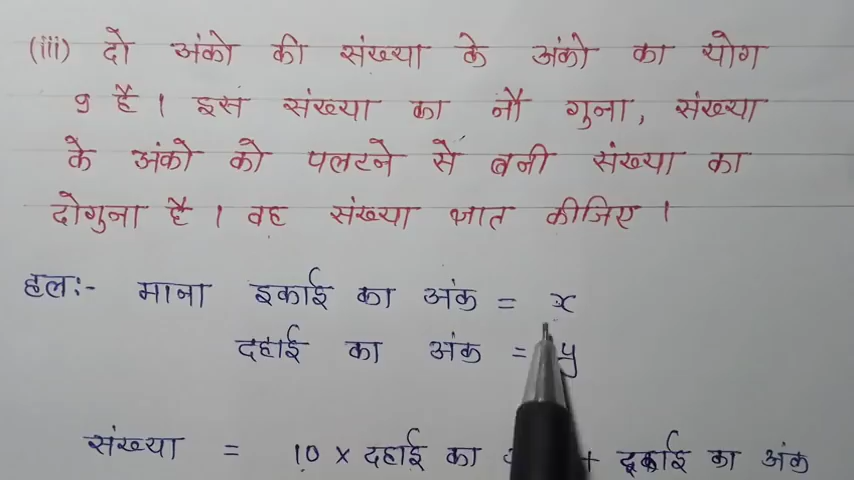 (iii) दो अंको की संख्या के अंको का योग
9 है। इस संख्या का नौ गुना, संख्या
के अंको को पलटने से बनी संख्या का
दोगुना है। वह संख्या ज्ञात कीजिए।
हल:- माना इकाई का अंक = x
दहाई का अंक = y
संख्या = 10 × दहाई का + इकाई का अंक